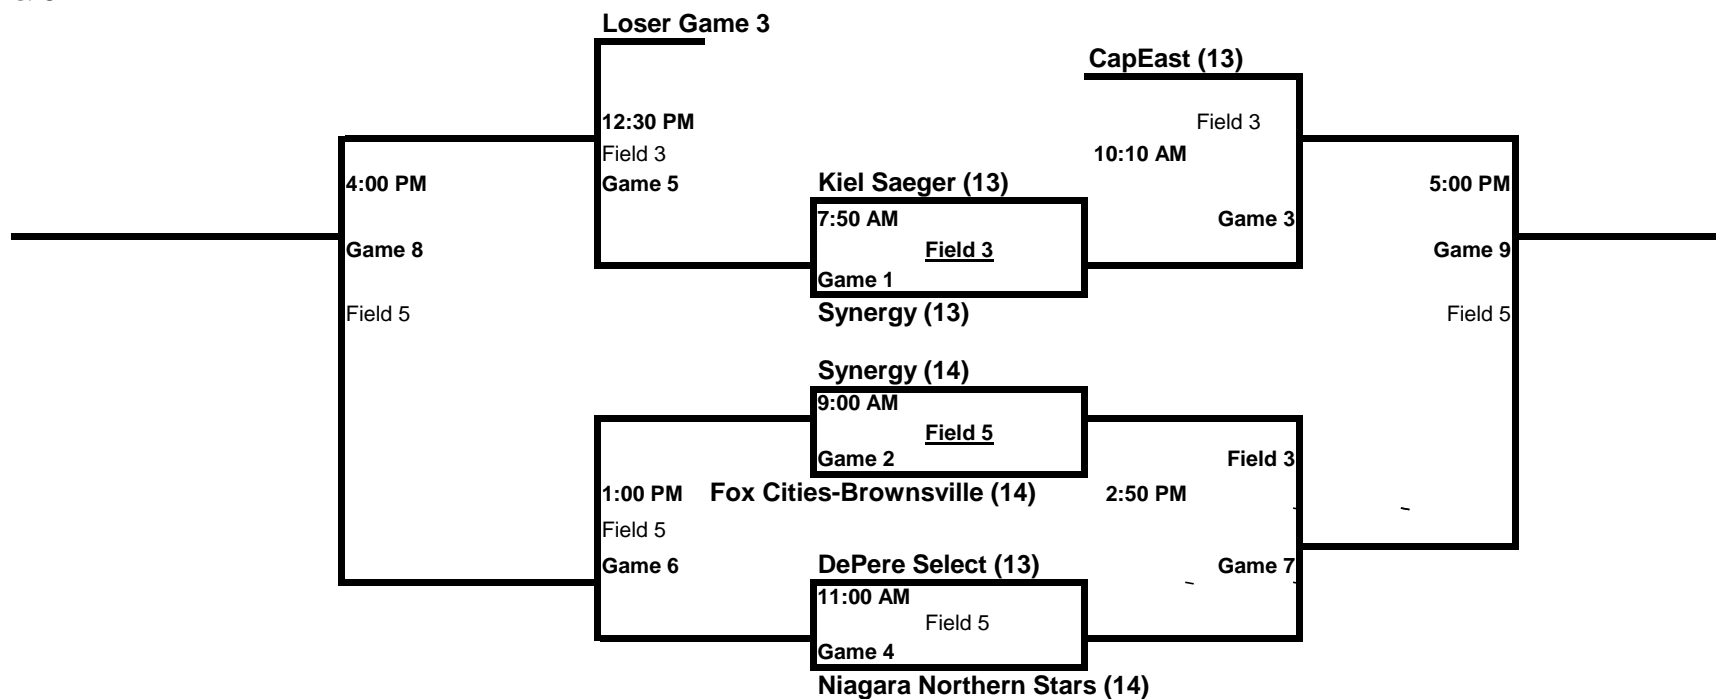 Loser Game 3
CapEast (13)
12:30 PM
Field 3
Field 3
10:10 AM
4:00 PM
Game 5
Kiel Saeger (13)
5:00 PM
7:50 AM
Game 3
Game 8
Field 3
Game 9
Game 1
Field 5
Synergy (13)
Field 5
Synergy (14)
9:00 AM
Field 5
Game 2
Field 3
1:00 PM
Fox Cities-Brownsville (14)
2:50 PM
Field 5
Game 6
DePere Select (13)
Game 7
11:00 AM
Field 5
Game 4
Niagara Northern Stars (14)